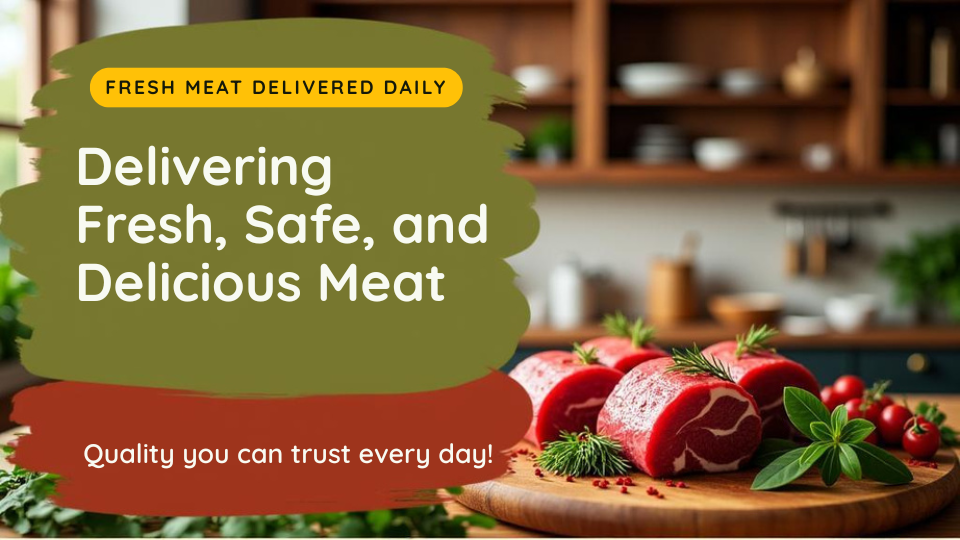 FRESH MEAT DELIVERED DAILY
Delivering
Fresh, Safe, and
Delicious Meat
Quality you can trust every day!